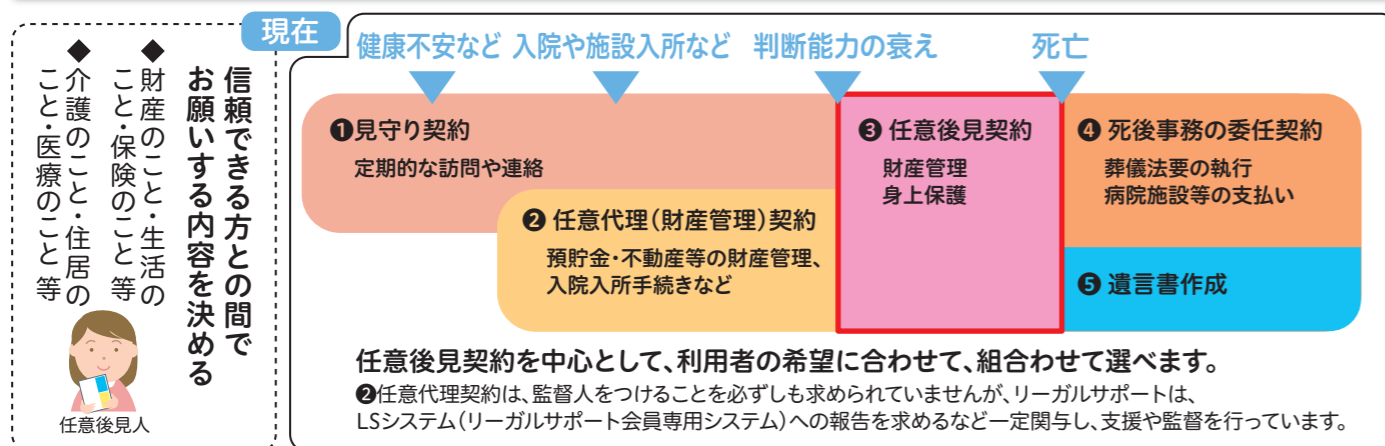 現在
信頼できる方との間で
お願いする内容を決める
◆財産のこと・生活の
こと・保険のこと 等
◆介護のこと・住居の
こと・医療のこと 等
任意後見人
健康不安など
入院や施設入所など
判断能力の衰え
死亡
❶見守り契約
定期的な訪問や連絡
❷ 任意代理(財産管理)契約
預貯金・不動産等の財産管理、
入院入所手続きなど
❸ 任意後見契約
財産管理
身上保護
❹ 死後事務の委任契約
葬儀法要の執行
病院施設等の支払い
❺ 遺言書作成
任意後見契約を中心として、利用者の希望に合わせて、組合わせて選べます。
❷任意代理契約は、監督人をつけることを必ずしも求められていませんが、リーガルサポートは、
LSシステム(リーガルサポート会員専用システム)への報告を求めるなど一定関与し、支援や監督を行っています。